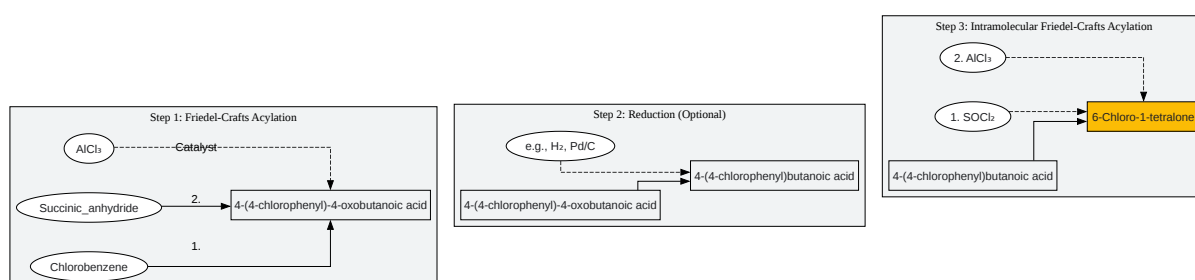 Step 1: Friedel-Crafts Acylation
AlCl₃
Catalyst
Succinic_anhydride
2.
4-(4-chlorophenyl)-4-oxobutanoic acid
1.
Chlorobenzene
Step 2: Reduction (Optional)
e.g., H₂, Pd/C
4-(4-chlorophenyl)butanoic acid
4-(4-chlorophenyl)-4-oxobutanoic acid
Step 3: Intramolecular Friedel-Crafts Acylation
2. AlCl₃
1. SOCl₂
6-Chloro-1-tetralone
4-(4-chlorophenyl)butanoic acid